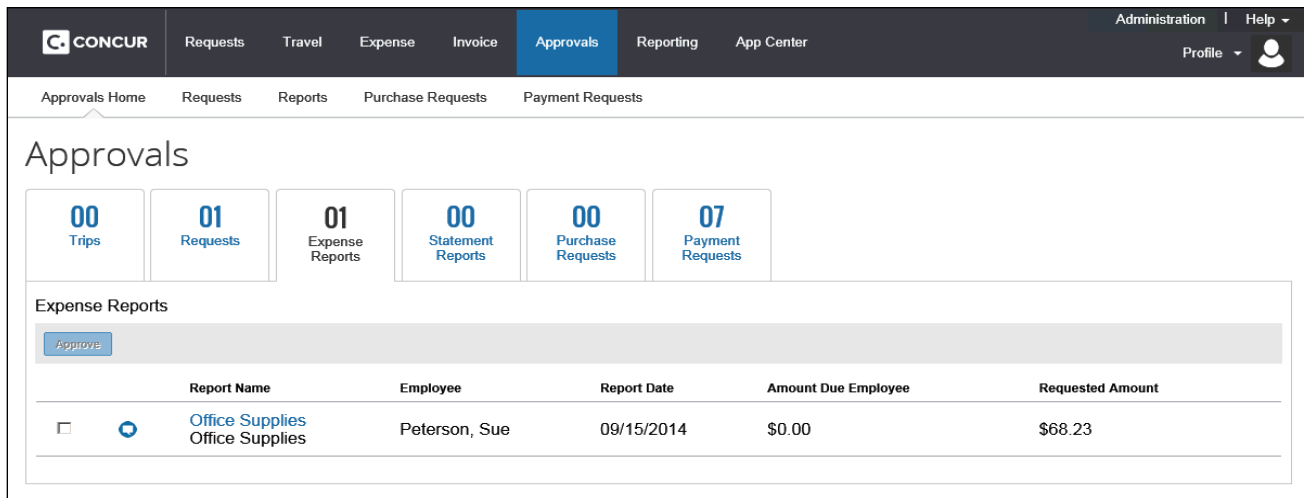 Administration | Help
C. CONCUR Requests Travel Expense Invoice Approvals Reporting App Center
Profile
Approvals Home Requests Reports Purchase Requests Payment Requests
Approvals
00 01 01 00 00 07
Trips Requests Expense Statement Purchase Payment
Reports Reports Requests Requests
Expense Reports
Approve
Report Name Employee Report Date Amount Due Employee Requested Amount
Office Supplies
Office Supplies Peterson, Sue 09/15/2014 $0.00 $68.23